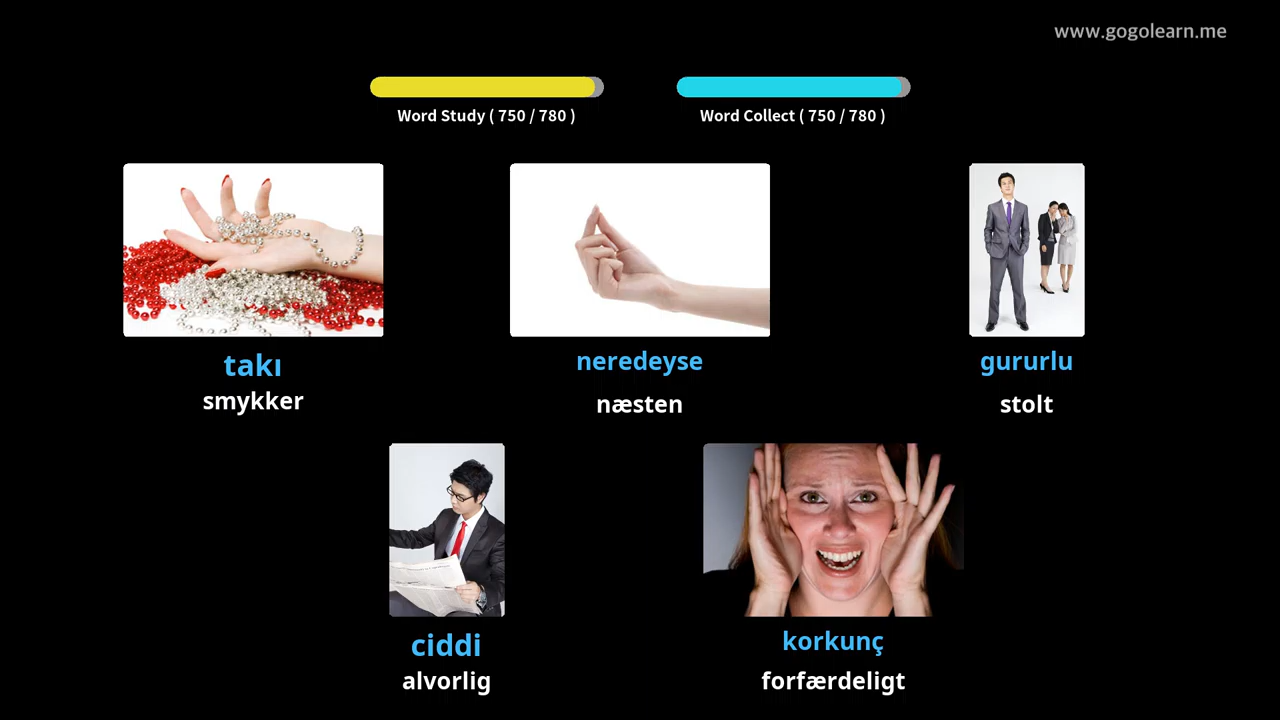 www.gogolearn.me
Word Study ( 750 / 780 )
Word Collect ( 750 / 780 )
takı
smykker
neredeyse
næsten
gururlu
stolt
ciddi
alvorlig
korkunç
forfærdeligt